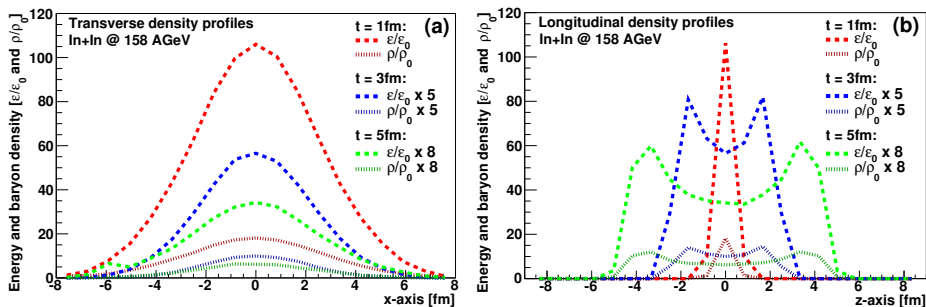 Energy and baryon density [ε/ε0 and ρ/ρ0]
120
100
80
60
40
20
0
Transverse density profiles
In+In @ 158 AGeV
(a)
t = 1fm:
ε/ε0
ρ/ρ0
t = 3fm:
ε/ε0 x 5
ρ/ρ0 x 5
t = 5fm:
ε/ε0 x 8
ρ/ρ0 x 8
-8 -6 -4 -2 0 2 4 6 8
x-axis [fm]
Energy and baryon density [ε/ε0 and ρ/ρ0]
120
100
80
60
40
20
0
Longitudinal density profiles
In+In @ 158 AGeV
(b)
t = 1fm:
ε/ε0
ρ/ρ0
t = 3fm:
ε/ε0 x 5
ρ/ρ0 x 5
t = 5fm:
ε/ε0 x 8
ρ/ρ0 x 8
-8 -6 -4 -2 0 2 4 6 8
z-axis [fm]